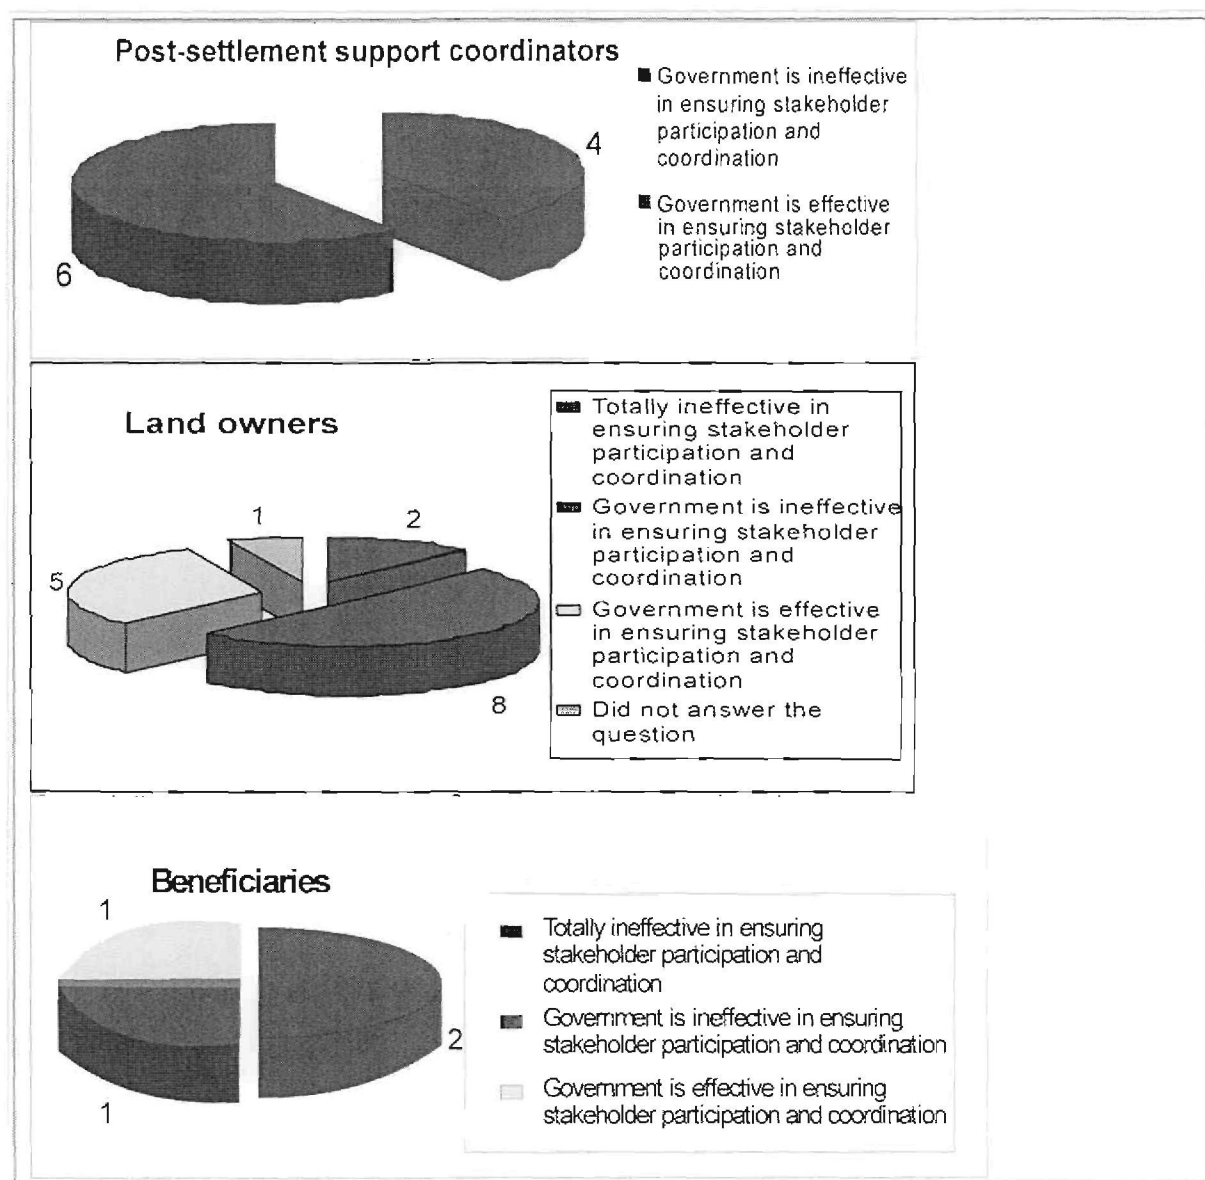 Post-settlement support coordinators
Government is ineffective
in ensuring stakeholder
participation and
coordination
Government is effective
in ensuring stakeholder
participation and
coordination
4
6
Land owners
Totally ineffective in
ensuring stakeholder
participation and
coordination
Government is ineffective
in ensuring stakeholder
participation and
coordination
Government is effective
in ensuring stakeholder
participation and
coordination
Did not answer the
question
1
2
5
8
Beneficiaries
1
Totally ineffective in ensuring
stakeholder participation and
coordination
Government is ineffective in ensuring
stakeholder participation and coordination
Government is effective in ensuring
stakeholder participation and coordination
2
1